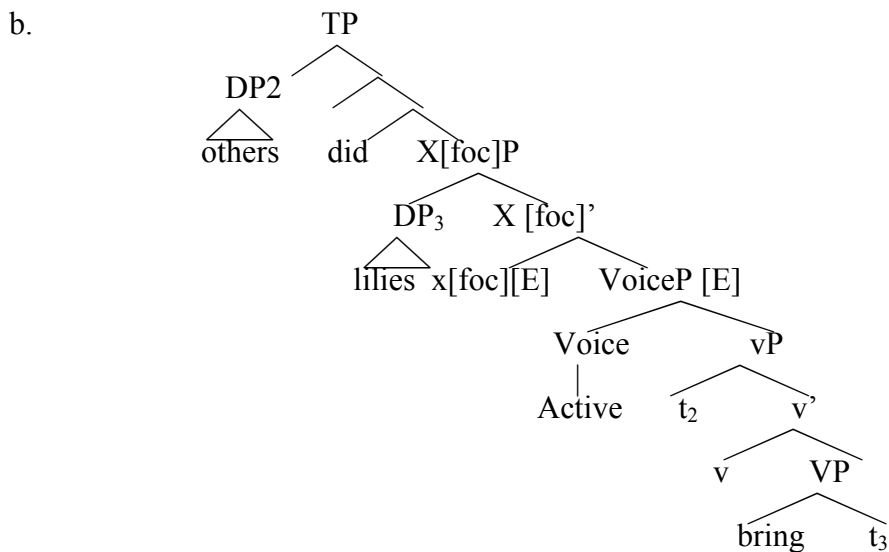 b. TP
DP2
others did X[foc]P
DP₃ X [foc]’
lilies x[foc][E] VoiceP [E]
Voice vP
Active t₂ v’
v VP
bring t₃